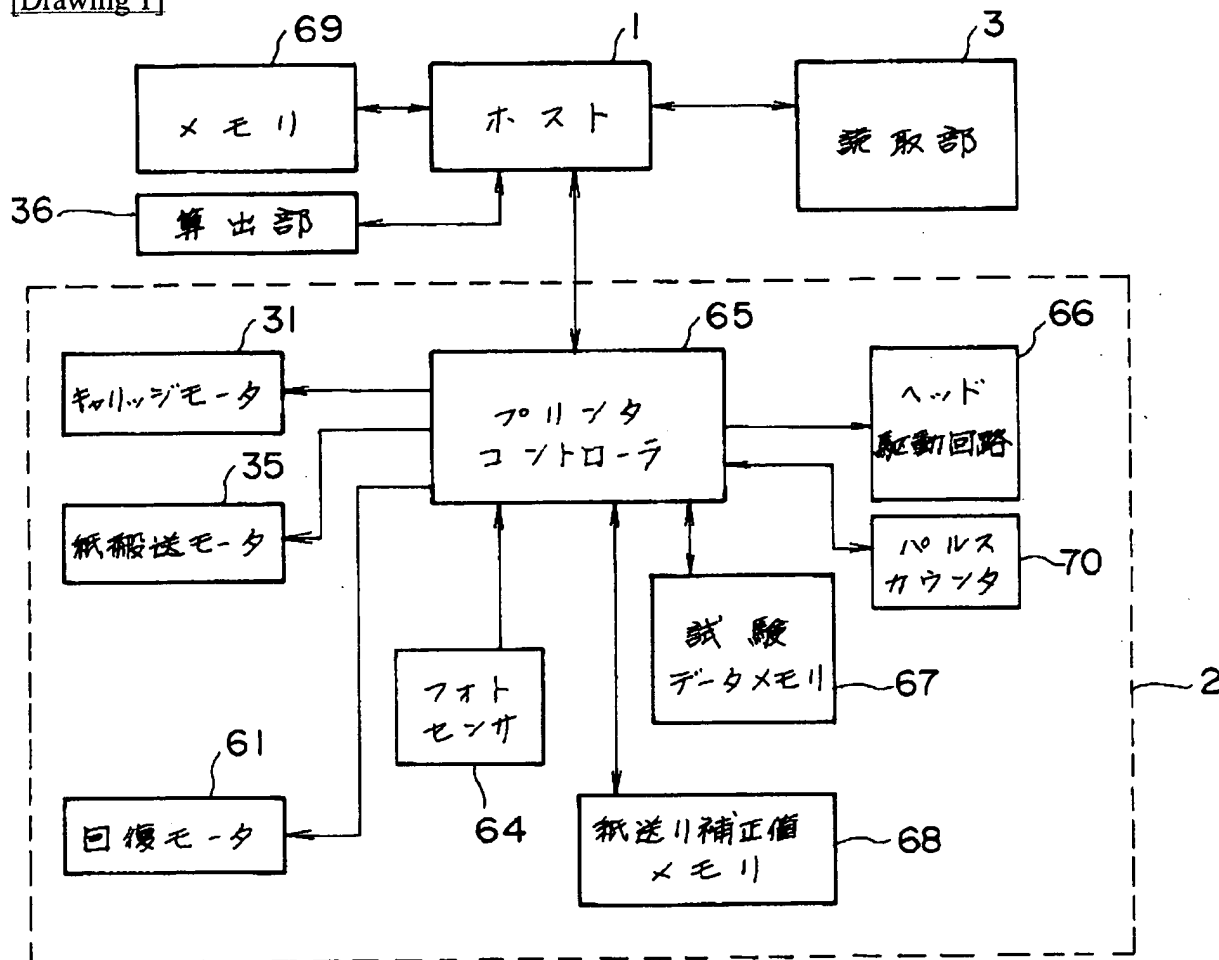 [Drawing 1]
69
1
3
メモリ
ホスト
読取部
36
算出部
31
65
66
キャリッジモータ
プリンタ
コントローラ
ヘッド
駆動回路
35
紙搬送モータ
パルス
カウンタ
70
試験
データメモリ
67
2
フォト
センサ
64
61
回復モータ
紙送り補正値
メモリ
68